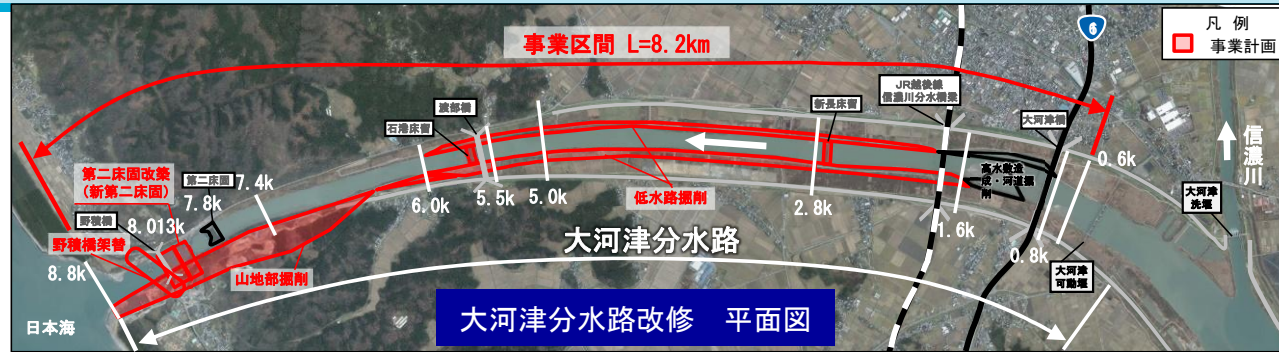 事業区間 L=8.2km
6
凡 例
事業計画
JR越後線
信濃川分水橋梁
大河津橋
渡部橋
石港床留
新長床留
信濃川
0.6k
第二床固改築
(新第二床固)
第二床固
7.4k
7.8k
野積橋
8.013k
野積橋架替
8.8k
6.0k
5.5k
5.0k
低水路掘削
2.8k
高水敷造
成・河道掘
削
1.6k
0.8k
大河津
洗堰
大河津
可動堰
山地部掘削
大河津分水路
日本海
大河津分水路改修 平面図